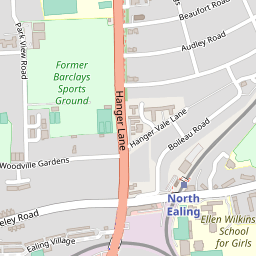 Beaufort Road
Park View Road
Audley Road
Former
Barclays
Sports
Ground
Hanger Lane
Hanger Vale Lane
Boileau Road
Woodville Gardens
North
Ealing
eley Road
Ellen Wilkins
School
for Girls
Ealing Village